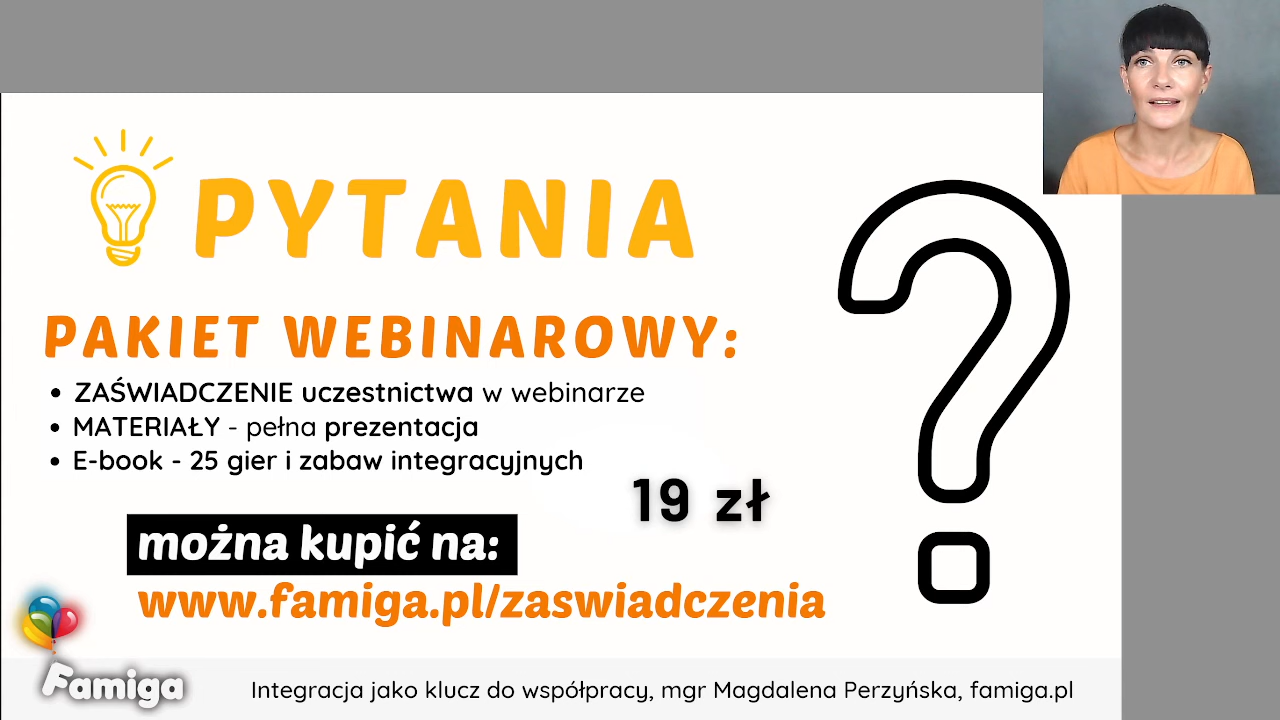 PYTANIA
?
PAKIET WEBINAROWY:
• ZAŚWIADCZENIE uczestnictwa w webinarze
• MATERIAŁY - pełna prezentacja
• E-book - 25 gier i zabaw integracyjnych
19 zł
można kupić na:
www.famiga.pl/zaswiadczenia
Famiga
Integracja jako klucz do współpracy, mgr Magdalena Perzyńska, famiga.pl